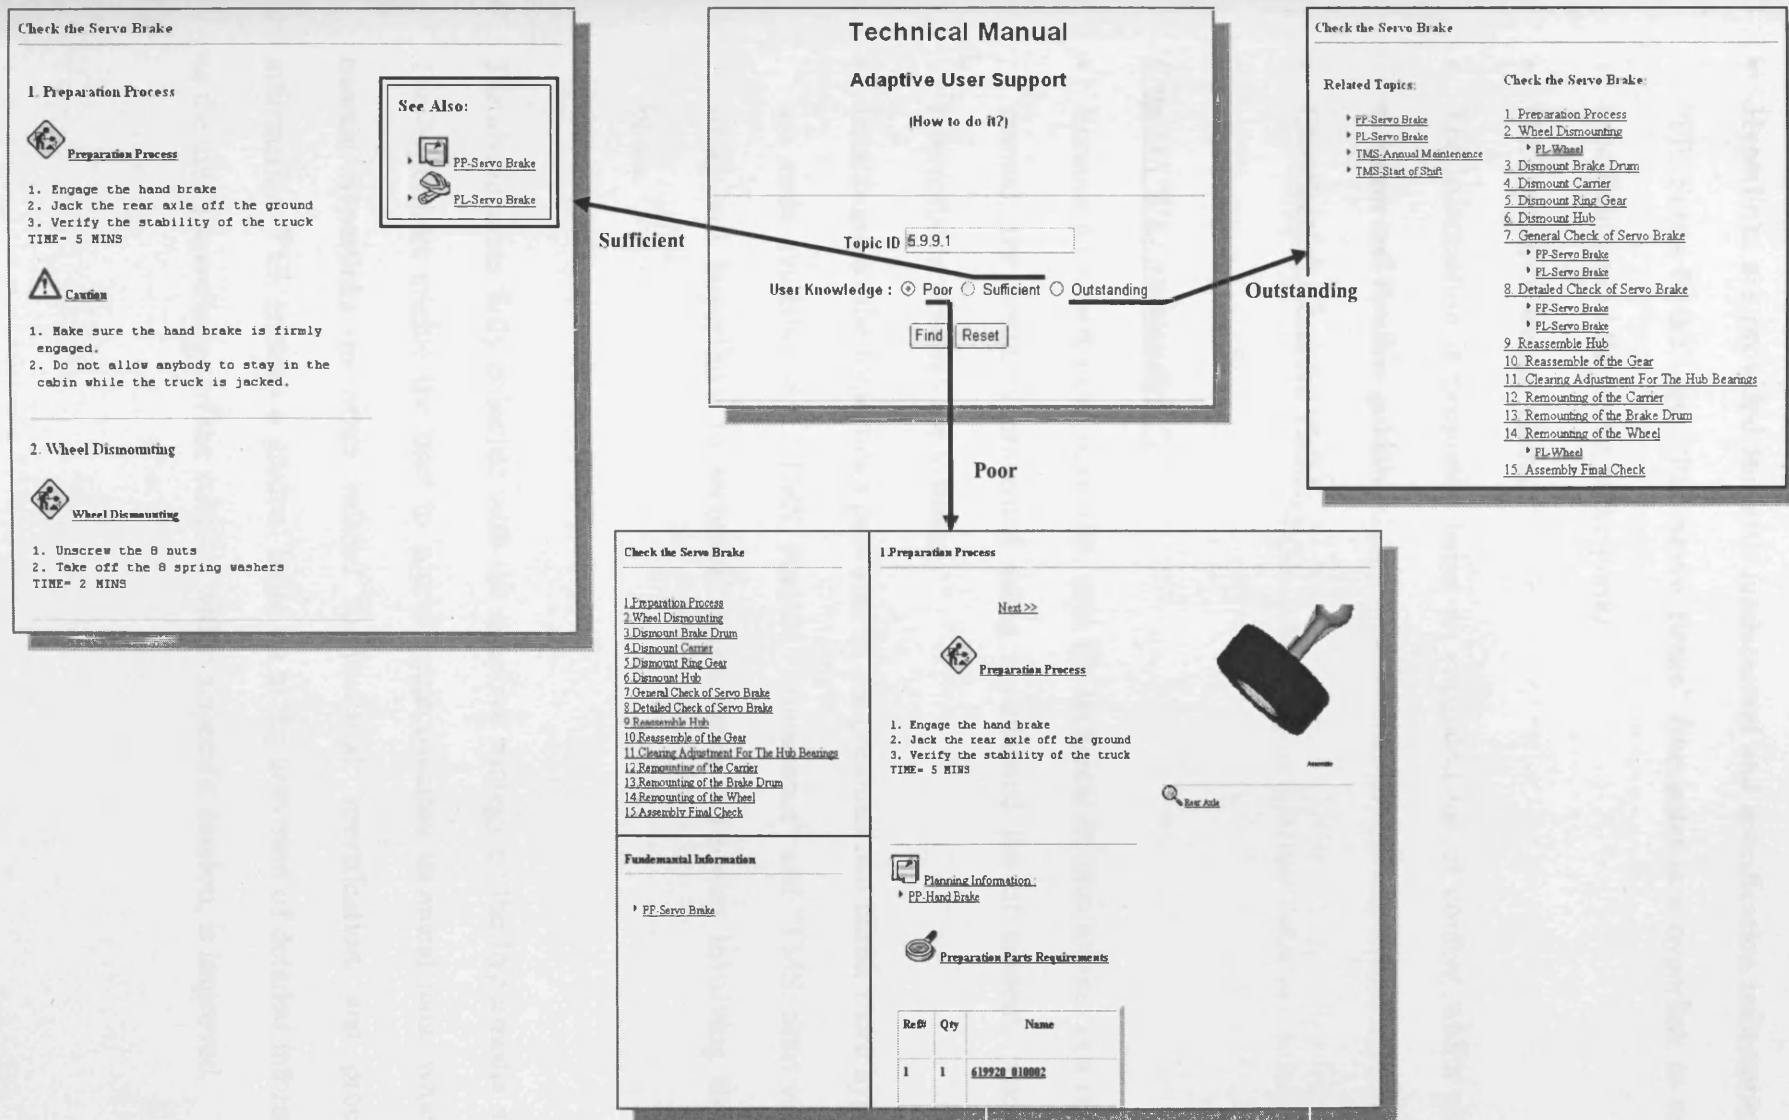 Check the Servo Brake
1. Preparation Process
Preparation Process
1. Engage the hand brake
2. Jack the rear axle off the ground
3. Verify the stability of the truck
TIME= 5 MINS
Caution
1. Make sure the hand brake is firmly
engaged.
2. Do not allow anybody to stay in the
cabin while the truck is jacked.
2. Wheel Dismounting
Wheel Dismounting
1. Unscrew the 8 nuts
2. Take off the 8 spring washers
TIME= 2 MINS
See Also:
PP-Servo Brake
PL-Servo Brake
Sufficient
Technical Manual
Adaptive User Support
(How to do it?)
Topic ID 5.9.9.1
User Knowledge : Poor Sufficient Outstanding
Find Reset
Outstanding
Poor
Check the Servo Brake
Related Topics:
PP-Servo Brake
PL-Servo Brake
TMS-Annual Maintenence
TMS-Start of Shift
Check the Servo Brake:
1. Preparation Process
2. Wheel Dismounting
PL-Wheel
3. Dismount Brake Drum
4. Dismount Carrier
5. Dismount Ring Gear
6. Dismount Hub
7. General Check of Servo Brake
PP-Servo Brake
PL-Servo Brake
8. Detailed Check of Servo Brake
PP-Servo Brake
PL-Servo Brake
9. Reassemble Hub
10. Reassemble of the Gear
11. Clearing Adjustment For The Hub Bearings
12. Remounting of the Carrier
13. Remounting of the Brake Drum
14. Remounting of the Wheel
PL-Wheel
15. Assembly Final Check
Check the Servo Brake
1.Preparation Process
2.Wheel Dismounting
3.Dismount Brake Drum
4.Dismount Carrier
5.Dismount Ring Gear
6.Dismount Hub
7.General Check of Servo Brake
8.Detailed Check of Servo Brake
9.Reassemble Hub
10.Reassemble of the Gear
11.Clearing Adjustment For The Hub Bearings
12.Remounting of the Carrier
13.Remounting of the Brake Drum
14.Remounting of the Wheel
15.Assembly Final Check
Fundemantal Information
PP-Servo Brake
1.Preparation Process
Next >>
Preparation Process
1. Engage the hand brake
2. Jack the rear axle off the ground
3. Verify the stability of the truck
TIME= 5 MINS
Rear Axle
Planning Information :
PP-Hand Brake
Preparation Parts Requirements
Ref# Qty Name
1 1 619920_010002